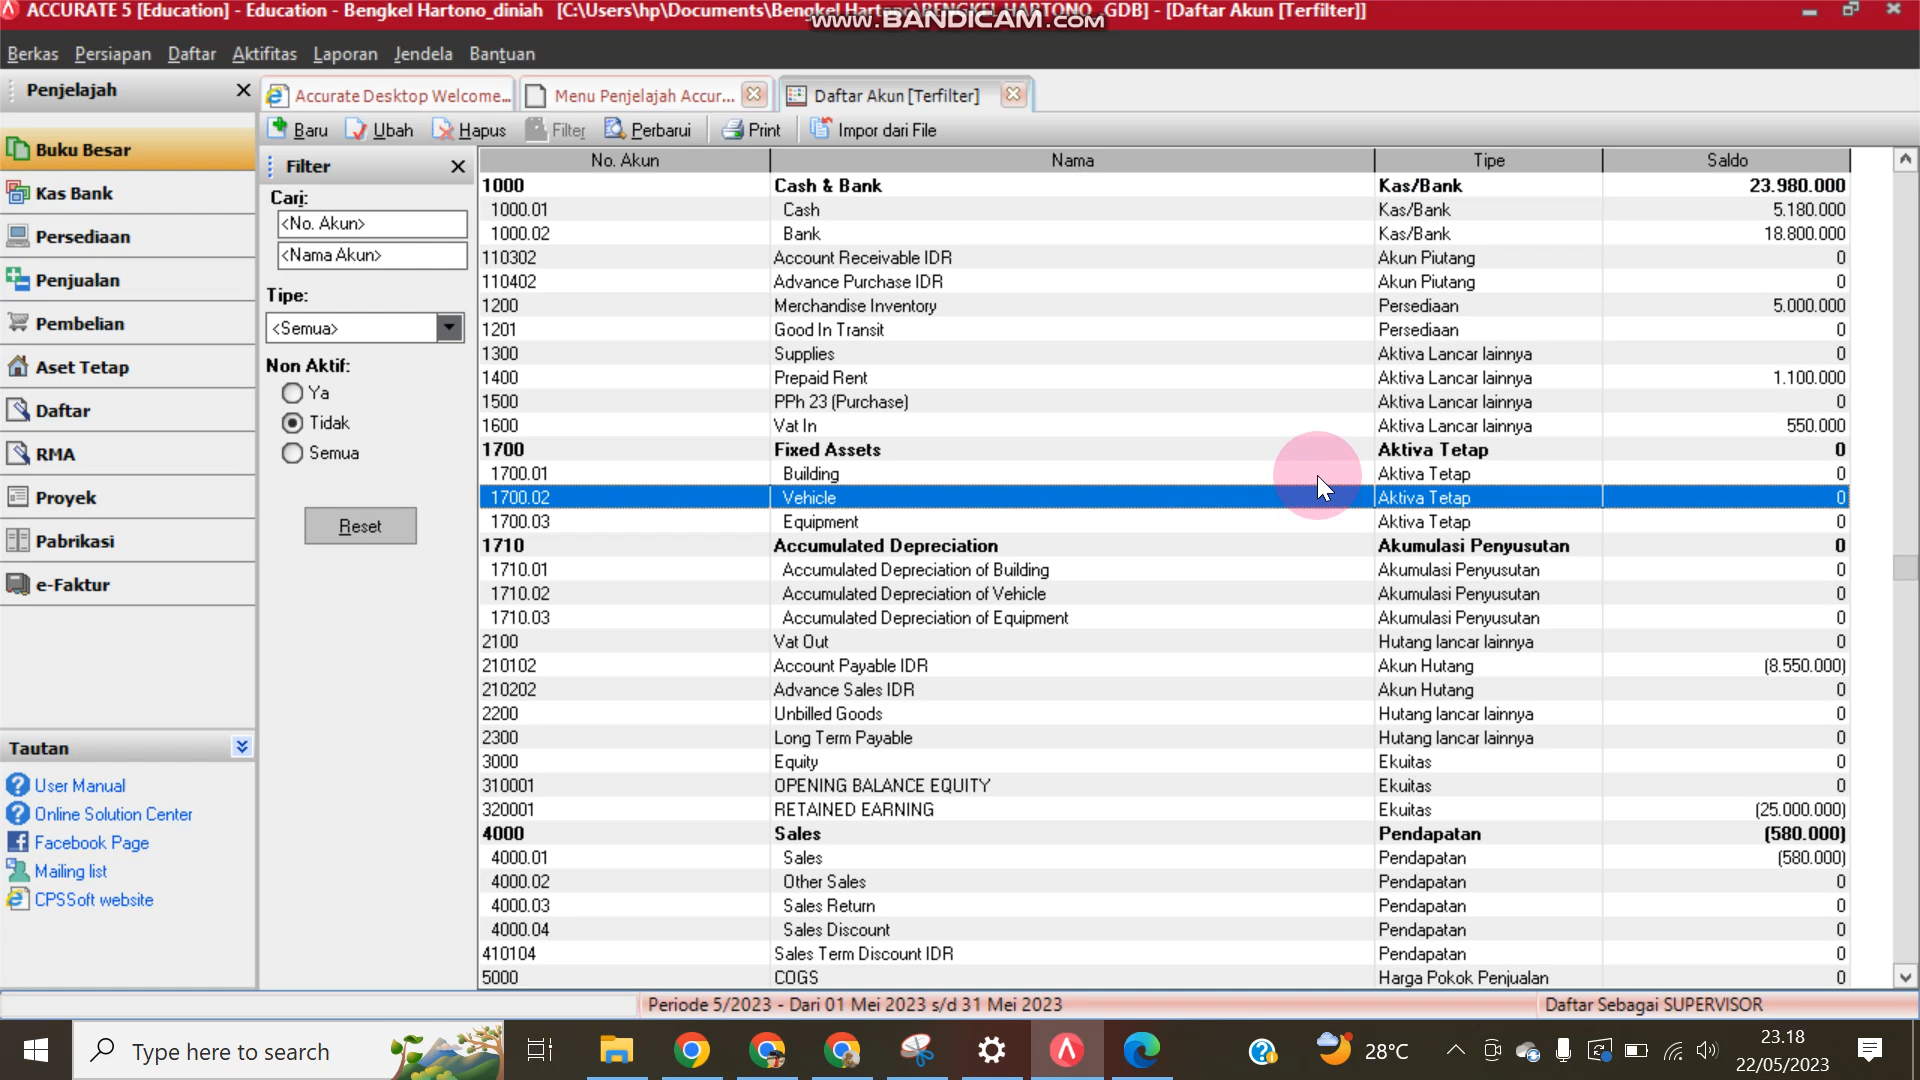 ACCURATE 5 [Education] - Education - Bengkel Hartono_diniah [C:\Users\hp\Documents\Bengkel Hartono\BENGKEL HARTONO_.GDB] - [Daftar Akun [Terfilter]]
www.BANDICAM.com
Berkas Persiapan Daftar Aktifitas Laporan Jendela Bantuan
Penjelajah
Accurate Desktop Welcome... Menu Penjelajah Accur... Daftar Akun [Terfilter]
Baru Ubah Hapus Filter Perbarui Print Impor dari File
Buku Besar
Kas Bank
Persediaan
Penjualan
Pembelian
Aset Tetap
Daftar
RMA
Proyek
Pabrikasi
e-Faktur
Tautan
User Manual
Online Solution Center
Facebook Page
Mailing list
CPSSoft website
Filter
Cari:
<No. Akun>
<Nama Akun>
Tipe:
<Semua>
Non Aktif:
Ya
Tidak
Semua
Reset
No. Akun Nama Tipe Saldo
1000 Cash & Bank Kas/Bank 23.980.000
1000.01 Cash Kas/Bank 5.180.000
1000.02 Bank Kas/Bank 18.800.000
110302 Account Receivable IDR Akun Piutang 0
110402 Advance Purchase IDR Akun Piutang 0
1200 Merchandise Inventory Persediaan 5.000.000
1201 Good In Transit Persediaan 0
1300 Supplies Aktiva Lancar lainnya 0
1400 Prepaid Rent Aktiva Lancar lainnya 1.100.000
1500 PPh 23 (Purchase) Aktiva Lancar lainnya 0
1600 Vat In Aktiva Lancar lainnya 550.000
1700 Fixed Assets Aktiva Tetap 0
1700.01 Building Aktiva Tetap 0
1700.02 Vehicle Aktiva Tetap 0
1700.03 Equipment Aktiva Tetap 0
1710 Accumulated Depreciation Akumulasi Penyusutan 0
1710.01 Accumulated Depreciation of Building Akumulasi Penyusutan 0
1710.02 Accumulated Depreciation of Vehicle Akumulasi Penyusutan 0
1710.03 Accumulated Depreciation of Equipment Akumulasi Penyusutan 0
2100 Vat Out Hutang lancar lainnya 0
210102 Account Payable IDR Akun Hutang (8.550.000)
210202 Advance Sales IDR Akun Hutang 0
2200 Unbilled Goods Hutang lancar lainnya 0
2300 Long Term Payable Hutang lancar lainnya 0
3000 Equity Ekuitas 0
310001 OPENING BALANCE EQUITY Ekuitas 0
320001 RETAINED EARNING Ekuitas (25.000.000)
4000 Sales Pendapatan (580.000)
4000.01 Sales Pendapatan (580.000)
4000.02 Other Sales Pendapatan 0
4000.03 Sales Return Pendapatan 0
4000.04 Sales Discount Pendapatan 0
410104 Sales Term Discount IDR Pendapatan 0
5000 COGS Harga Pokok Penjualan 0
Periode 5/2023 - Dari 01 Mei 2023 s/d 31 Mei 2023 Daftar Sebagai SUPERVISOR
Type here to search
28°C
23.18
22/05/2023